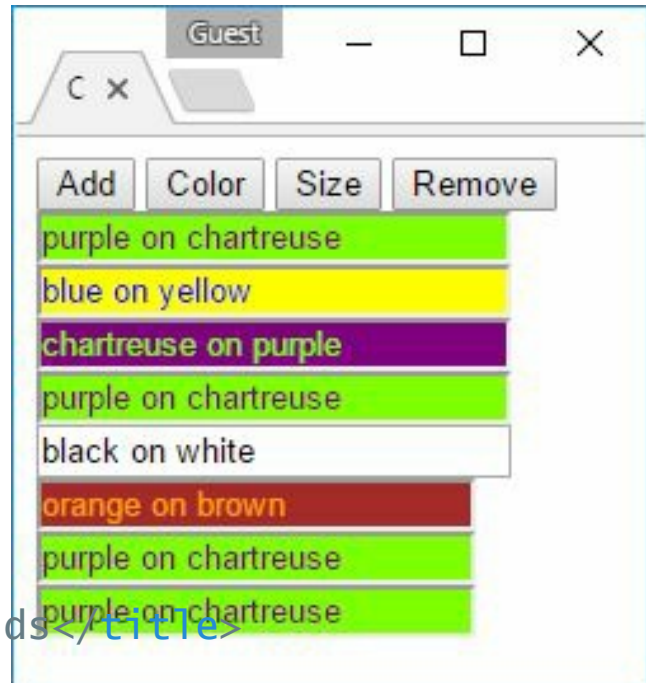 Guest
C
Add Color Size Remove
purple on chartreuse
blue on yellow
chartreuse on purple
purple on chartreuse
black on white
orange on brown
purple on chartreuse
purple on chartreuse
ds</title>